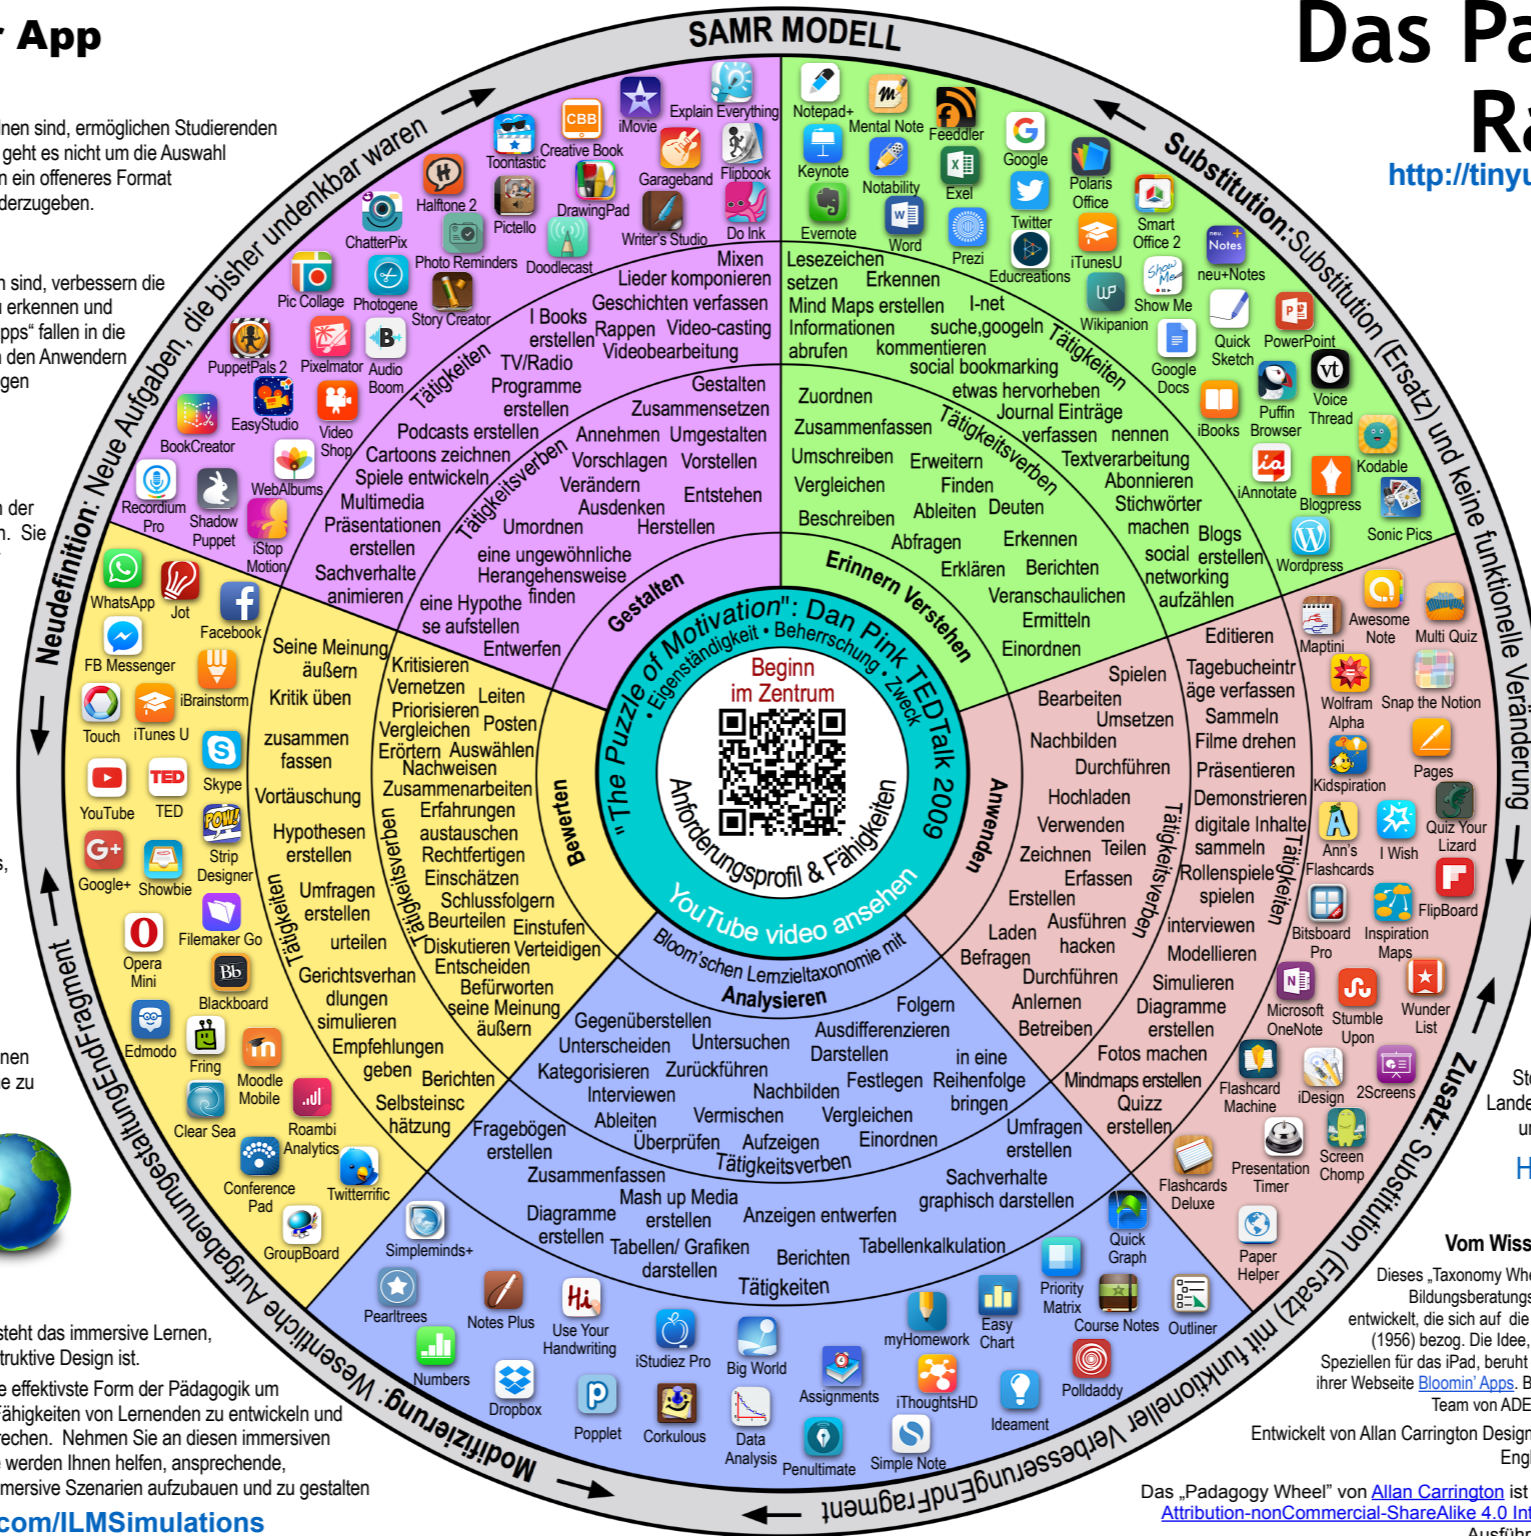 r App
Das Pa
Ra
http://tinyu
nen sind, ermöglichen Studierenden
geht es nicht um die Auswahl
n ein offeneres Format
derzugeben.
n sind, verbessern die
u erkennen und
pps“ fallen in die
n den Anwendern
gen
n der
n. Sie
s,
nen
e zu
steht das immersive Lernen,
struktive Design ist.
e effektivste Form der Pädagogik um
Fähigkeiten von Lernenden zu entwickeln und
rechen. Nehmen Sie an diesen immersiven
e werden Ihnen helfen, ansprechende,
mmersive Szenarien aufzubauen und zu gestalten
com/ILMSimulations
SAMR MODELL
Substitution: Substitution (Ersatz) und keine funktionelle Veränderung
Zusatz: Substitution (Ersatz) mit funktioneller VerbesserungEndFragment
Modifizierung: Wesentliche AufgabenumgestaltungEndFragment
Neudefinition: Neue Aufgaben, die bisher undenkbar waren
Explain Everything
iMovie
CBB
Creative Book
Toontastic
Garageband
Flipbook
Halftone 2
Pictello
DrawingPad
Writer's Studio
Do Ink
ChatterPix
Photo Reminders
Doodlecast
Pic Collage
Photogene
Story Creator
PuppetPals 2
Pixelmator
Audio
Boom
BookCreator
EasyStudio
Video
Shop
WebAlbums
Recordium
Pro
Shadow
Puppet
iStop
Motion
Mixen
Lieder komponieren
Geschichten verfassen
I Books
erstellen
Rappen Video-casting
Videobearbeitung
TV/Radio
Programme
erstellen
Tätigkeiten
Podcasts erstellen
Cartoons zeichnen
Spiele entwickeln
Multimedia
Präsentationen
erstellen
Sachverhalte
animieren
Gestalten
Zusammensetzen
Annehmen Umgestalten
Vorschlagen Vorstellen
Verändern
Ausdenken
Entstehen
Umordnen
Herstellen
Tätigkeitsverben
eine ungewöhnliche
Herangehensweise
finden
eine Hypothe
se aufstellen
Entwerfen
Gestalten
Notepad+
Mental Note
Feeddler
Keynote
Notability
Exel
Google
Polaris
Office
Evernote
Word
Prezi
Twitter
Educreations
iTunesU
Smart
Office 2
neu.
Notes
neu+Notes
Show
Me
Show Me
Wikipanion
Google
Docs
Quick
Sketch
PowerPoint
iBooks
Puffin
Browser
vt
Voice
Thread
iAnnotate
Blogpress
Kodable
Wordpress
Sonic Pics
Lesezeichen
setzen
Erkennen
Mind Maps erstellen
I-net
suche,googeln
Informationen
abrufen
kommentieren
social bookmarking
etwas hervorheben
Tätigkeiten
Journal Einträge
verfassen nennen
Textverarbeitung
Abonnieren
Stichwörter
machen
Blogs
erstellen
social
networking
aufzählen
Zuordnen
Zusammenfassen
Umschreiben Erweitern
Vergleichen Finden
Beschreiben Ableiten Deuten
Abfragen Erkennen
Erklären Berichten
Veranschaulichen
Ermitteln
Einordnen
Tätigkeitsverben
Erinnern Verstehen
"The Puzzle of Motivation": Dan Pink TEDTalk 2009
• Eigenständigkeit • Beherrschung • Zweck
Beginn
im Zentrum
Anforderungsprofil & Fähigkeiten
YouTube video ansehen
Bloom'schen Lernzieltaxonomie mit
WhatsApp
Jot
Facebook
FB Messenger
iBrainstorm
Touch
iTunes U
Skype
YouTube
TED
TED
POW!
Strip
Designer
G+
Google+
Showbie
Filemaker Go
Opera
Mini
Bb
Blackboard
Edmodo
Fring
Moodle
Mobile
Clear Sea
Roambi
Analytics
Conference
Pad
Twitterrific
GroupBoard
Seine Meinung
äußern
Kritik üben
zusammen
fassen
Vortäuschung
Hypothesen
erstellen
Umfragen
erstellen
urteilen
Gerichtsverhan
dlungen
simulieren
Empfehlungen
geben
Berichten
Selbsteinsc
hätzung
Tätigkeiten
Kritisieren
Vernetzen Leiten
Priorisieren
Vergleichen Posten
Erörtern Auswählen
Nachweisen
Zusammenarbeiten
Erfahrungen
austauschen
Rechtfertigen
Einschätzen
Schlussfolgern
Beurteilen Einstufen
Diskutieren Verteidigen
Entscheiden
Befürworten
seine Meinung
äußern
Tätigkeitsverben
Bewerten
Anwenden
Spielen
Bearbeiten
Umsetzen
Nachbilden
Durchführen
Hochladen
Verwenden
Zeichnen Teilen
Erfassen
Erstellen
Ausführen
Laden
hacken
Befragen
Durchführen
Anlernen
Betreiben
Tätigkeitsverben
Editieren
Tagebucheintr
äge verfassen
Sammeln
Filme drehen
Präsentieren
Demonstrieren
digitale Inhalte
sammeln
Rollenspiele
spielen
interviewen
Modellieren
Simulieren
Diagramme
erstellen
Fotos machen
Mindmaps erstellen
Quizz
erstellen
Tätigkeiten
Maptini
Awesome
Note
Multi Quiz
Wolfram
Alpha
Snap the Notion
Kidspiration
Pages
Ann's
Flashcards
I Wish
Quiz Your
Lizard
Bitsboard
Pro
Inspiration
Maps
FlipBoard
Microsoft
OneNote
Stumble
Upon
Wunder
List
Flashcard
Machine
iDesign
2Screens
Flashcards
Deluxe
Presentation
Timer
Screen
Chomp
Paper
Helper
Analysieren
Folgern
Gegenüberstellen
Ausdifferenzieren
Unterscheiden Untersuchen
Darstellen
in eine
Reihenfolge
bringen
Kategorisieren Zurückführen
Festlegen
Interviewen
Nachbilden
Ableiten Vermischen Vergleichen
Überprüfen Aufzeigen Einordnen
Tätigkeitsverben
Fragebögen
erstellen
Umfragen
erstellen
Zusammenfassen
Sachverhalte
graphisch darstellen
Mash up Media
erstellen
Diagramme
erstellen
Anzeigen entwerfen
Tabellen/ Grafiken
darstellen
Berichten
Tabellenkalkulation
Tätigkeiten
Simpleminds+
Pearltrees
Notes Plus
Hi
Use Your
Handwriting
iStudiez Pro
Big World
myHomework
Easy
Chart
Priority
Matrix
Quick
Graph
Course Notes
Outliner
Numbers
Dropbox
Popplet
Corkulous
Data
Analysis
Assignments
Penultimate
iThoughtsHD
Simple Note
Ideament
Polldaddy
Ste
Lande
ur
H
Vom Wiss
Dieses „Taxonomy Whe
Bildungsberatungs
entwickelt, die sich auf die
(1956) bezog. Die Idee,
Speziellen für das iPad, beruht
ihrer Webseite Bloomin' Apps. B
Team von ADE
Entwickelt von Allan Carrington Design
Engl
Das „Padagogy Wheel” von Allan Carrington ist
Attribution-nonCommercial-ShareAlike 4.0 Int
Ausführ